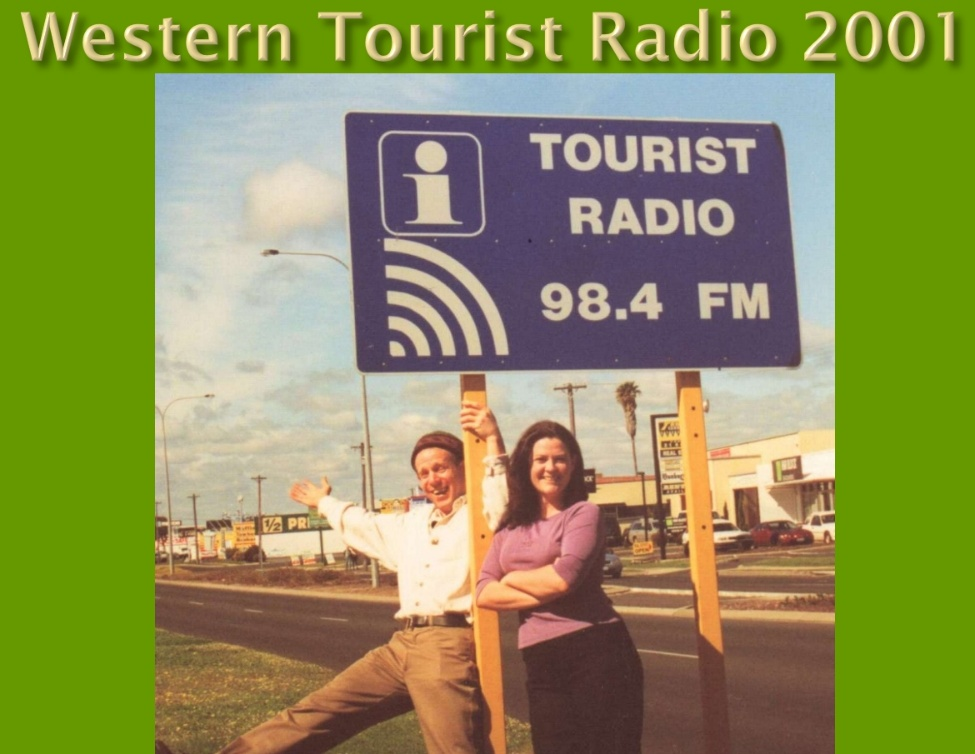 Western Tourist Radio 2001
i
TOURIST
RADIO
98.4 FM
1/2 PRI